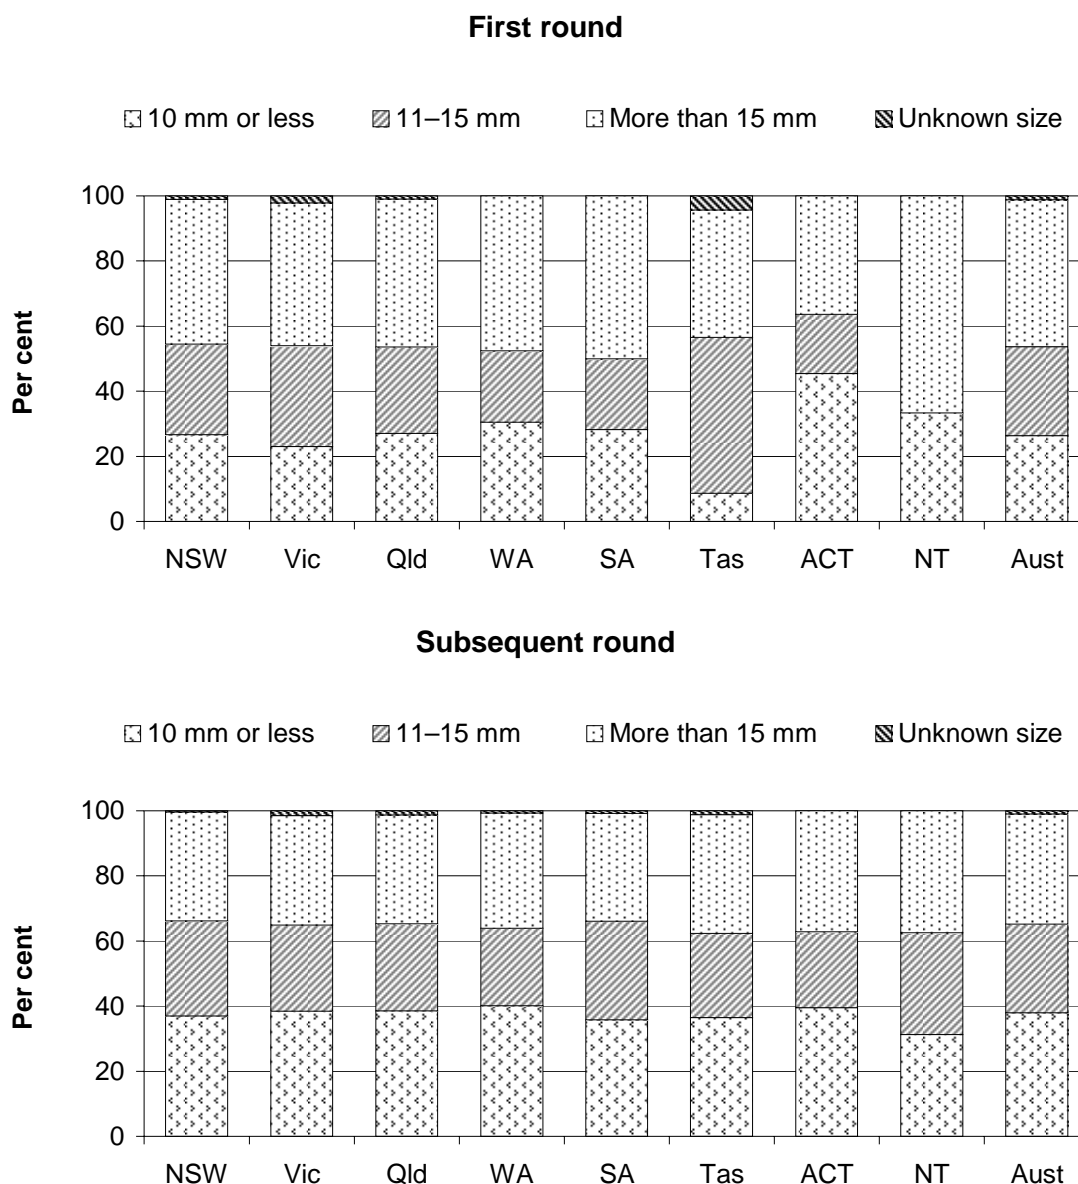 First round
10 mm or less 11–15 mm More than 15 mm Unknown size
Per cent
100
80
60
40
20
0
NSW Vic Qld WA SA Tas ACT NT Aust
Subsequent round
10 mm or less 11–15 mm More than 15 mm Unknown size
Per cent
100
80
60
40
20
0
NSW Vic Qld WA SA Tas ACT NT Aust